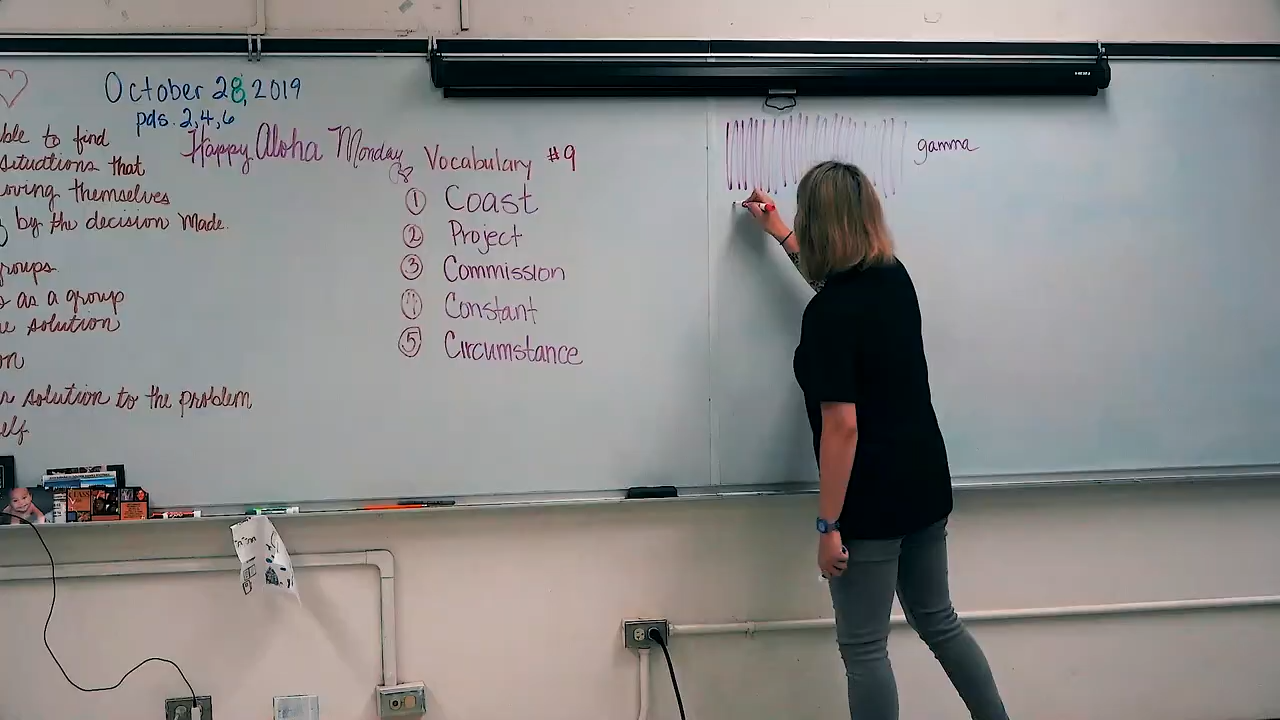 October 28, 2019
pds. 2,4,6
Happy Aloha Monday
ble to find
situations that
oving themselves
by the decision made.
roups.
as a group
solution
on
solution to the problem
elf
Vocabulary #9
① Coast
② Project
③ Commission
④ Constant
⑤ Circumstance
gamma